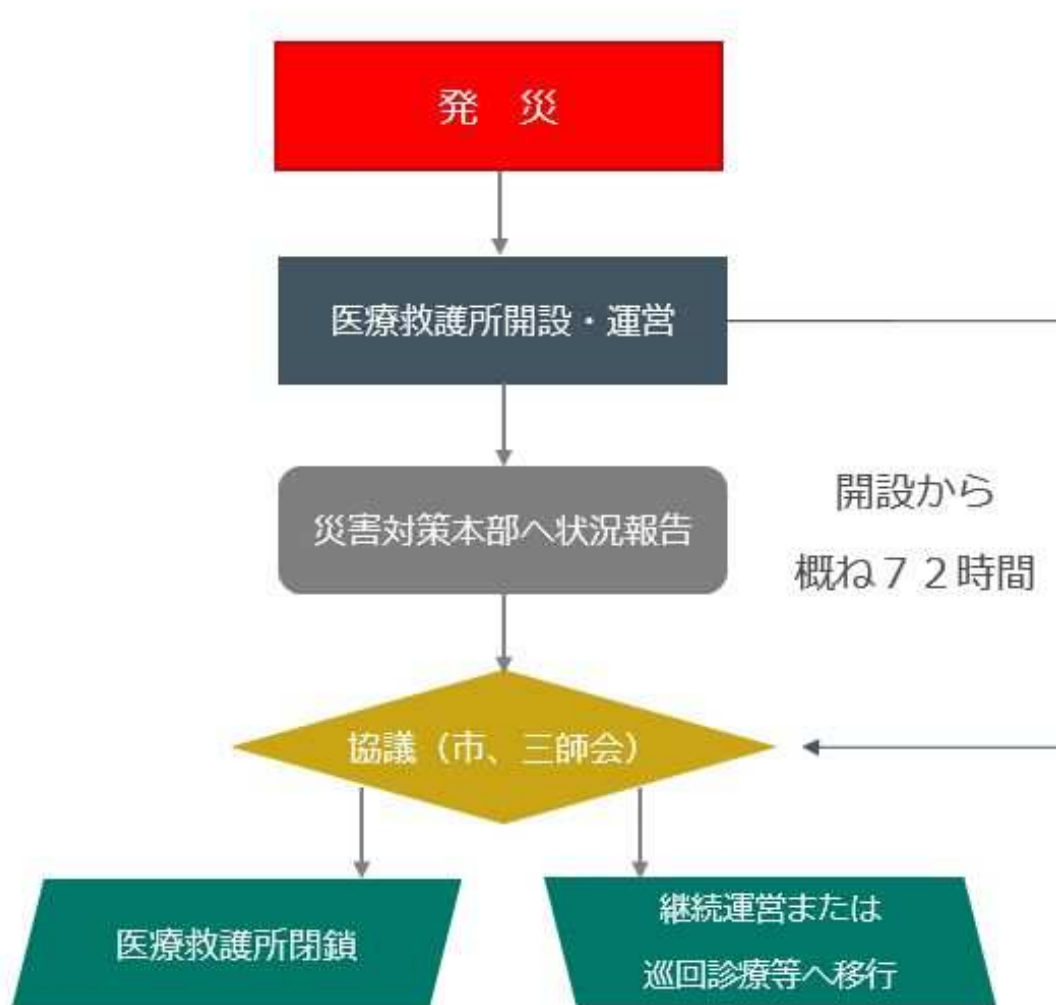 発　災
医療救護所開設・運営
災害対策本部へ状況報告
開設から
概ね７２時間
協議（市、三師会）
医療救護所閉鎖
継続運営または
巡回診療等へ移行